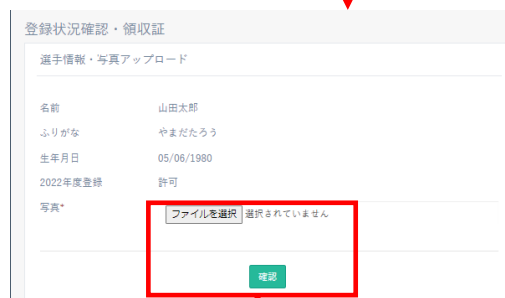 登録状況確認・領収証
選手情報・写真アップロード
名前 山田太郎
ふりがな やまだたろう
生年月日 05/06/1980
2022年度登録 許可
写真* ファイルを選択 選択されていません
確認